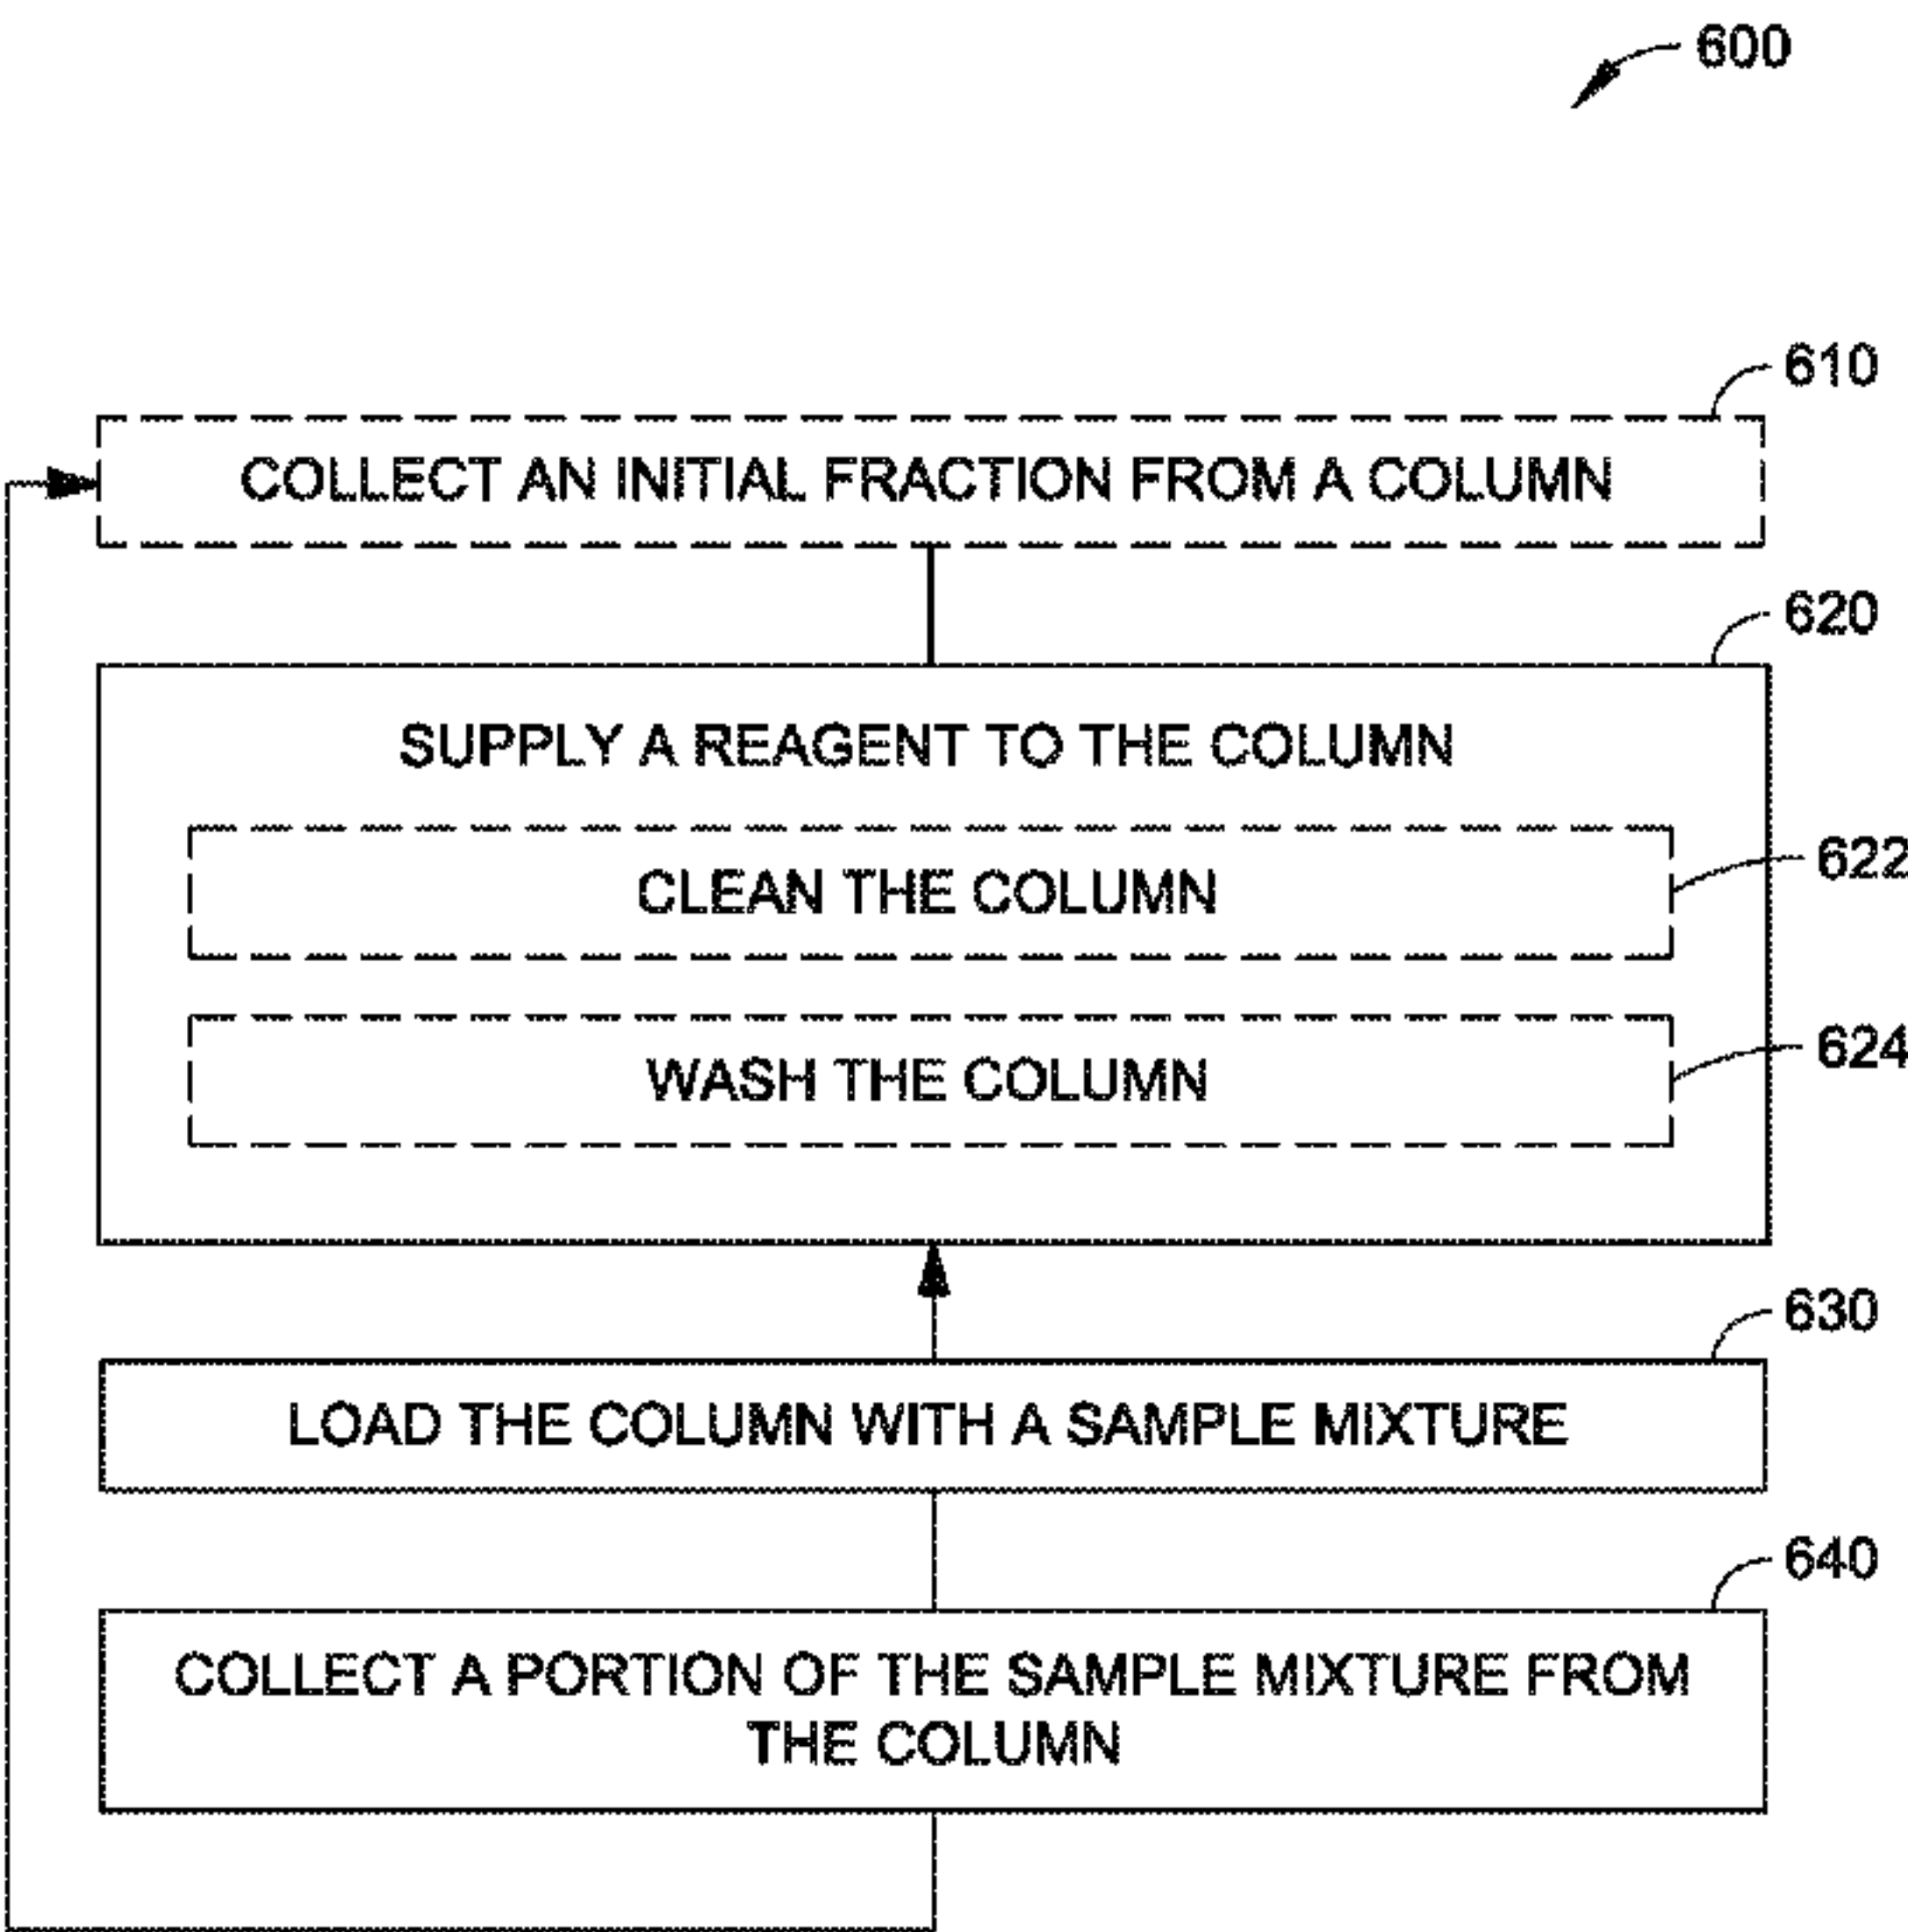 600
610
COLLECT AN INITIAL FRACTION FROM A COLUMN
620
SUPPLY A REAGENT TO THE COLUMN
622
CLEAN THE COLUMN
624
WASH THE COLUMN
630
LOAD THE COLUMN WITH A SAMPLE MIXTURE
640
COLLECT A PORTION OF THE SAMPLE MIXTURE FROM
THE COLUMN